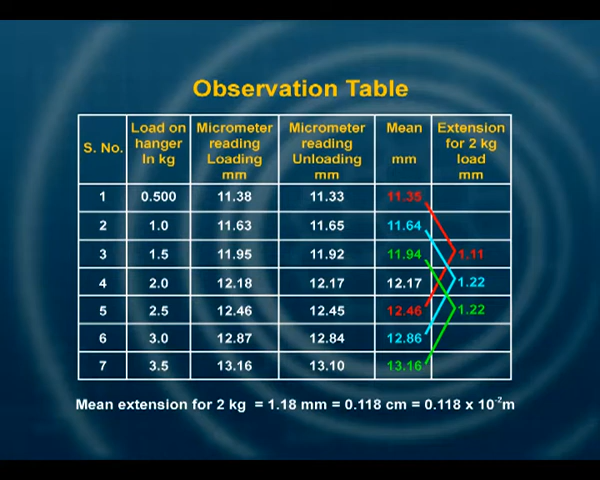 Observation Table
S. No. Load on hanger In kg Micrometer reading Loading mm Micrometer reading Unloading mm Mean mm Extension for 2 kg load mm
1 0.500 11.38 11.33 11.35
2 1.0 11.63 11.65 11.64
3 1.5 11.95 11.92 11.94 1.11
4 2.0 12.18 12.17 12.17 1.22
5 2.5 12.46 12.45 12.46 1.22
6 3.0 12.87 12.84 12.86
7 3.5 13.16 13.10 13.16
Mean extension for 2 kg = 1.18 mm = 0.118 cm = 0.118 x 10⁻²m